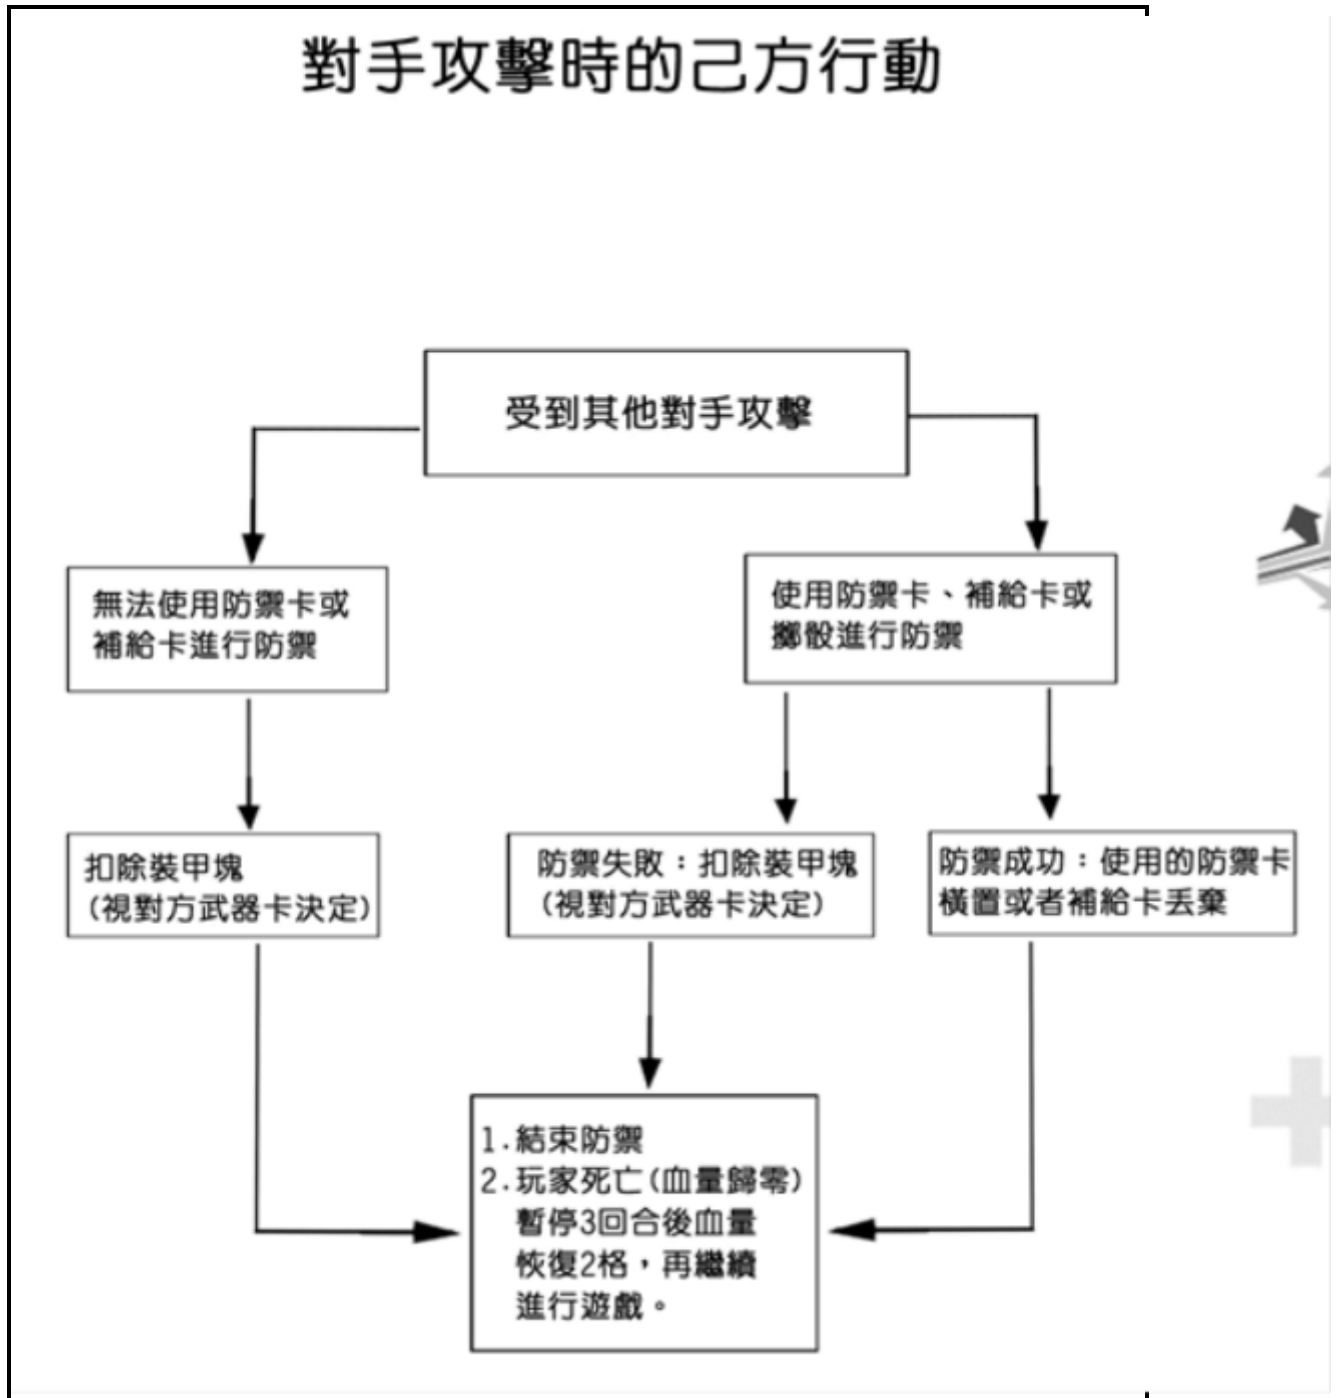 對手攻擊時的己方行動
受到其他對手攻擊
無法使用防禦卡或
補給卡進行防禦
使用防禦卡、補給卡或
擲骰進行防禦
扣除裝甲塊
(視對方武器卡決定)
防禦失敗：扣除裝甲塊
(視對方武器卡決定)
防禦成功：使用的防禦卡
橫置或者補給卡丟棄
1.結束防禦
2.玩家死亡(血量歸零)
暫停3回合後血量
恢復2格，再繼續
進行遊戲。